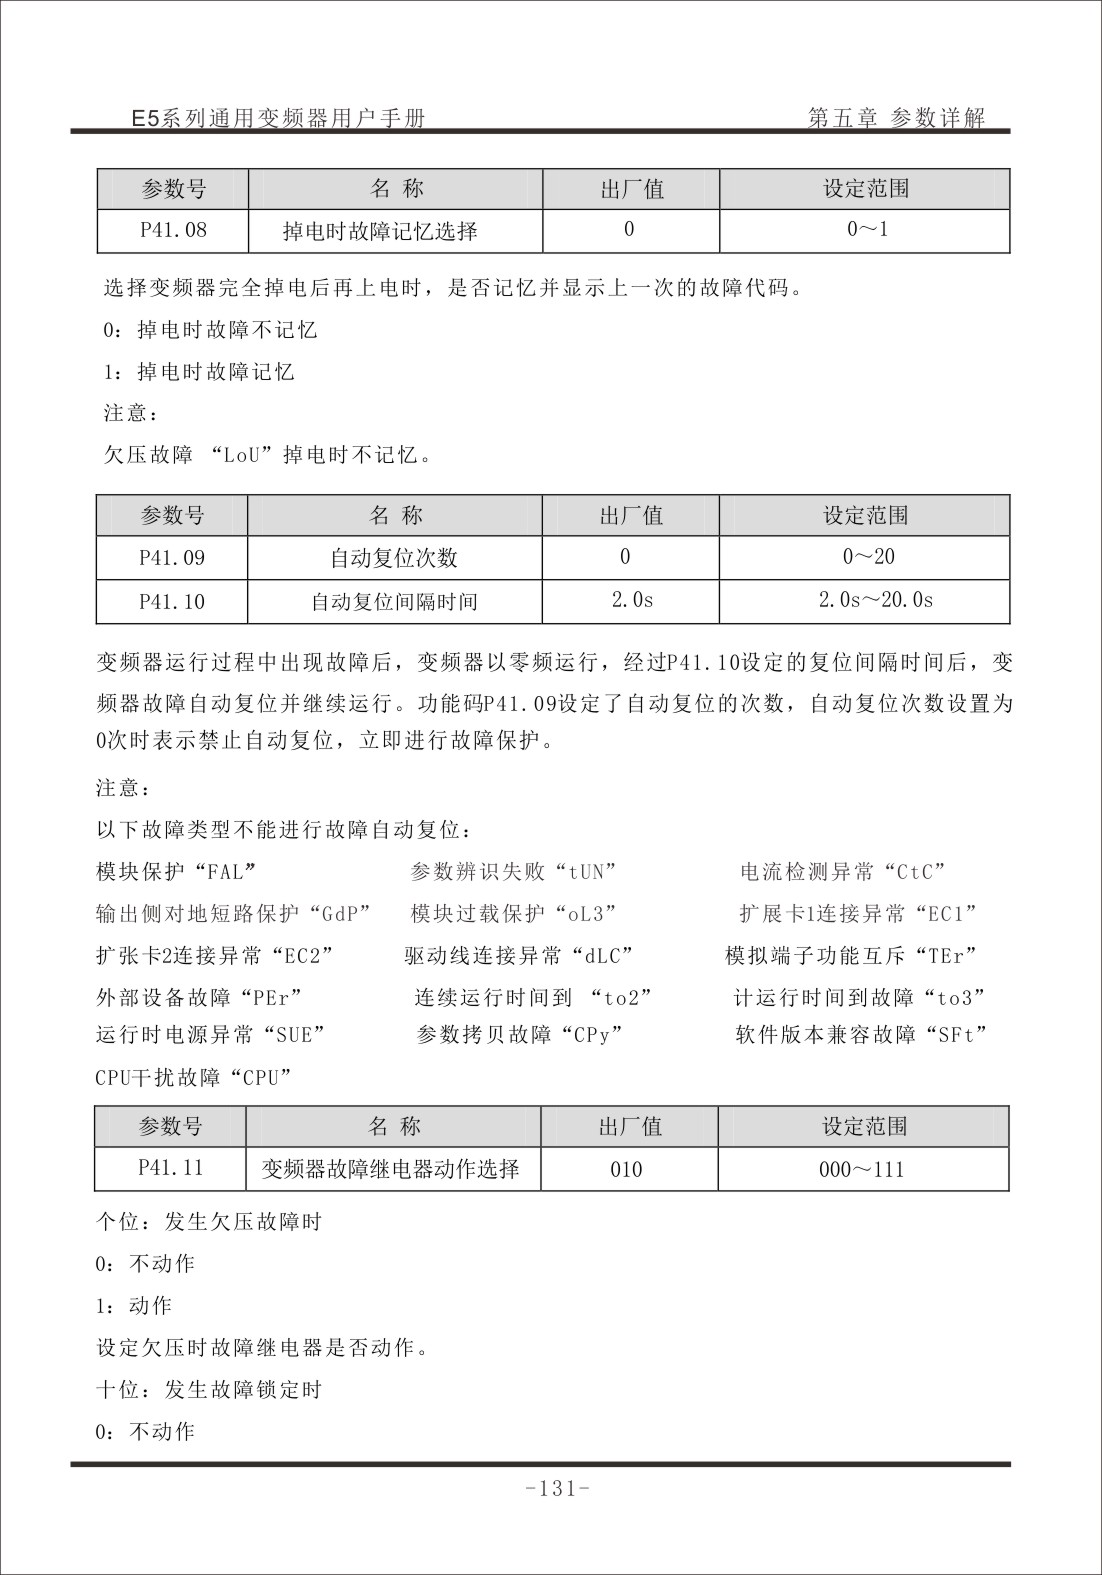 E5系列通用变频器用户手册 第五章 参数详解
参数号 名 称 出厂值 设定范围
P41.08 掉电时故障记忆选择 0 0～1
选择变频器完全掉电后再上电时，是否记忆并显示上一次的故障代码。
0：掉电时故障不记忆
1：掉电时故障记忆
注意：
欠压故障 “LoU”掉电时不记忆。
参数号 名 称 出厂值 设定范围
P41.09 自动复位次数 0 0～20
P41.10 自动复位间隔时间 2.0s 2.0s～20.0s
变频器运行过程中出现故障后，变频器以零频运行，经过P41.10设定的复位间隔时间后，变
频器故障自动复位并继续运行。功能码P41.09设定了自动复位的次数，自动复位次数设置为
0次时表示禁止自动复位，立即进行故障保护。
注意：
以下故障类型不能进行故障自动复位：
模块保护“FAL” 参数辨识失败“tUN” 电流检测异常“CtC”
输出侧对地短路保护“GdP” 模块过载保护“oL3” 扩展卡1连接异常“EC1”
扩张卡2连接异常“EC2” 驱动线连接异常“dLC” 模拟端子功能互斥“TEr”
外部设备故障“PEr” 连续运行时间到 “to2” 计运行时间到故障“to3”
运行时电源异常“SUE” 参数拷贝故障“CPy” 软件版本兼容故障“SFt”
CPU干扰故障“CPU”
参数号 名 称 出厂值 设定范围
P41.11 变频器故障继电器动作选择 010 000～111
个位：发生欠压故障时
0：不动作
1：动作
设定欠压时故障继电器是否动作。
十位：发生故障锁定时
0：不动作
-131-